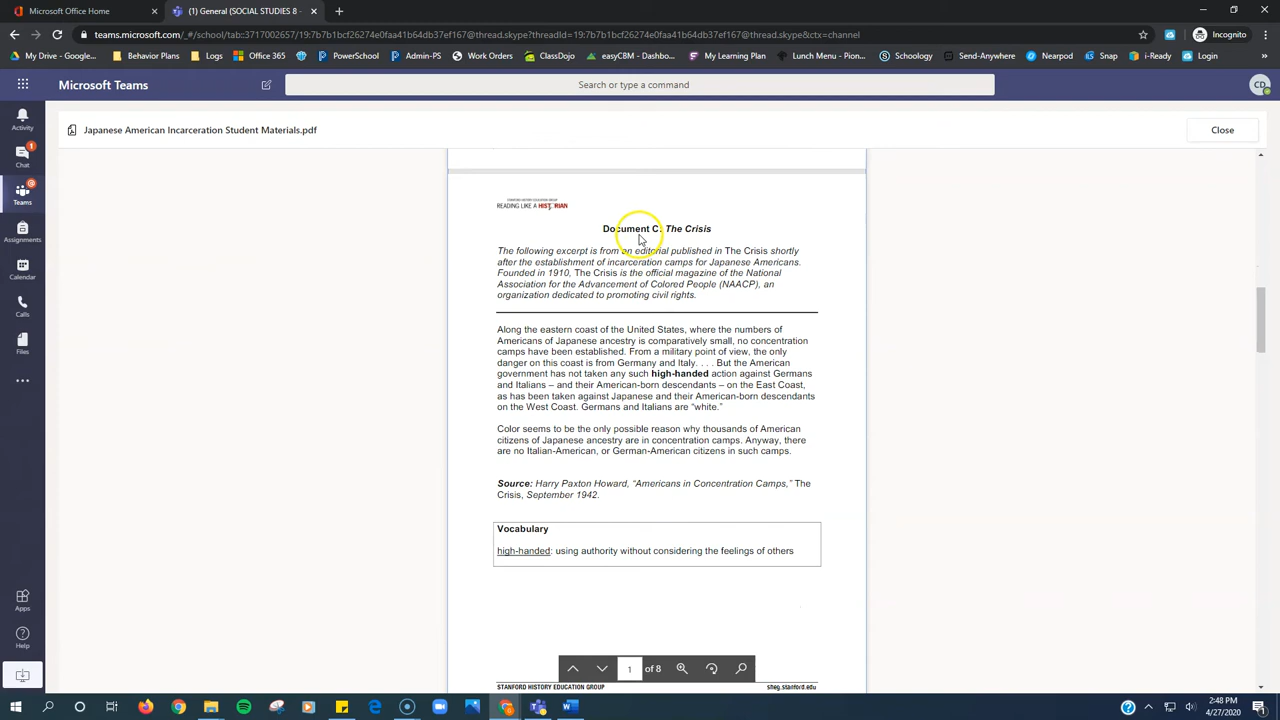 Microsoft Office Home
(1) General (SOCIAL STUDIES 8 -
Incognito
teams.microsoft.com/_#/school/tab::3717002657/19:7b7b1bcf26274e0faa41b64db37ef167@thread.skype?threadId=19:7b7b1bcf26274e0faa41b64db37ef167@thread.skype&ctx=channel
My Drive - Google...
Behavior Plans
Logs
Office 365
PowerSchool
Admin-PS
Work Orders
ClassDojo
easyCBM - Dashbo...
My Learning Plan
Lunch Menu - Pione...
Schoology
Send-Anywhere
Nearpod
i-Ready
Login
Microsoft Teams
Search or type a command
CD
Activity
Chat
1
Teams
Assignments
Calendar
Calls
Files
Apps
Help
Japanese American Incarceration Student Materials.pdf
Close
STANFORD HISTORY EDUCATION GROUP
READING LIKE A HISTORIAN
Document C: The Crisis
The following excerpt is from an editorial published in The Crisis shortly
after the establishment of incarceration camps for Japanese Americans.
Founded in 1910, The Crisis is the official magazine of the National
Association for the Advancement of Colored People (NAACP), an
organization dedicated to promoting civil rights.
Along the eastern coast of the United States, where the numbers of
Americans of Japanese ancestry is comparatively small, no concentration
camps have been established. From a military point of view, the only
danger on this coast is from Germany and Italy. . . . But the American
government has not taken any such high-handed action against Germans
and Italians – and their American-born descendants – on the East Coast,
as has been taken against Japanese and their American-born descendants
on the West Coast. Germans and Italians are “white.”
Color seems to be the only possible reason why thousands of American
citizens of Japanese ancestry are in concentration camps. Anyway, there
are no Italian-American, or German-American citizens in such camps.
Source: Harry Paxton Howard, “Americans in Concentration Camps,” The
Crisis, September 1942.
Vocabulary
high-handed: using authority without considering the feelings of others
1 of 8
STANFORD HISTORY EDUCATION GROUP
sheg.stanford.edu
2:48 PM
4/27/2020